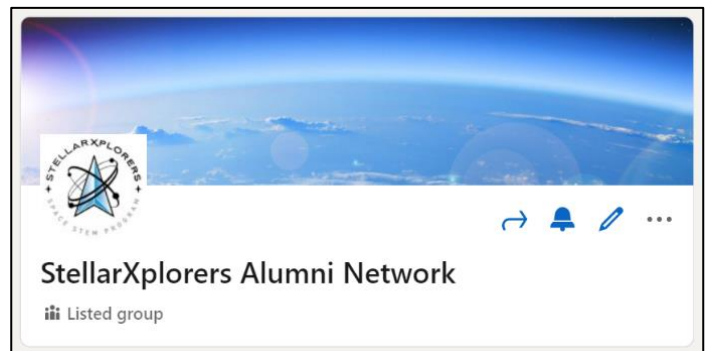 STELLARXPLORERS
SPACE STEM PROGRAM
StellarXplorers Alumni Network
Listed group